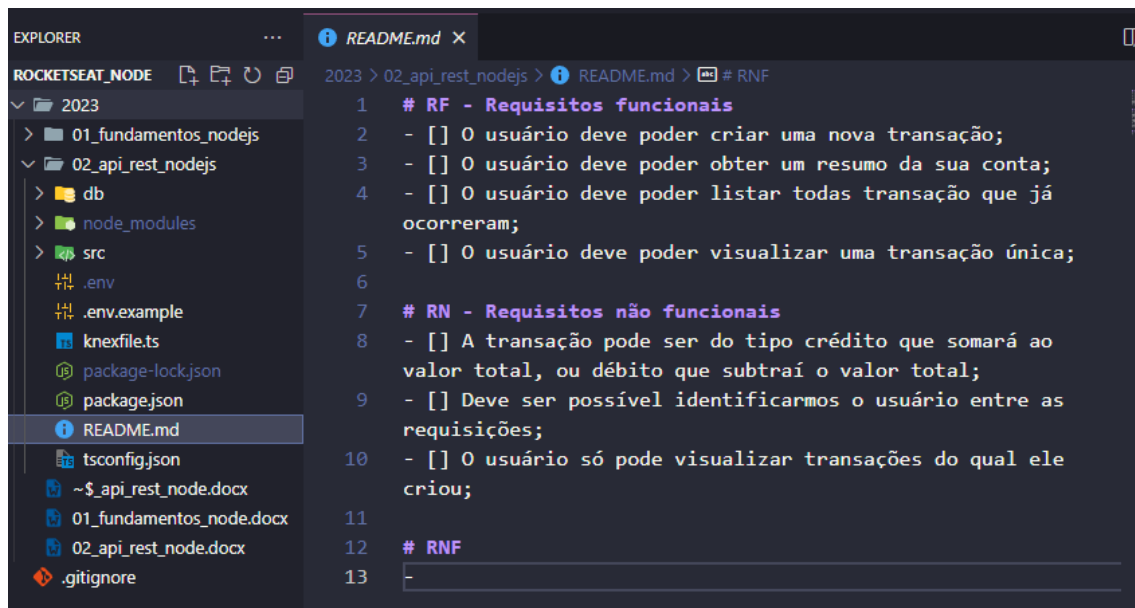 EXPLORER
···
README.md
ROCKETSEAT_NODE
2023 > 02_api_rest_nodejs > README.md > # RNF
2023
01_fundamentos_nodejs
02_api_rest_nodejs
db
node_modules
src
.env
.env.example
knexfile.ts
package-lock.json
package.json
README.md
tsconfig.json
~$_api_rest_node.docx
01_fundamentos_node.docx
02_api_rest_node.docx
.gitignore
1 # RF - Requisitos funcionais
2 - [] O usuário deve poder criar uma nova transação;
3 - [] O usuário deve poder obter um resumo da sua conta;
4 - [] O usuário deve poder listar todas transação que já
ocorreram;
5 - [] O usuário deve poder visualizar uma transação única;
6
7 # RN - Requisitos não funcionais
8 - [] A transação pode ser do tipo crédito que somará ao
valor total, ou débito que subtraí o valor total;
9 - [] Deve ser possível identificarmos o usuário entre as
requisições;
10 - [] O usuário só pode visualizar transações do qual ele
criou;
11
12 # RNF
13 -